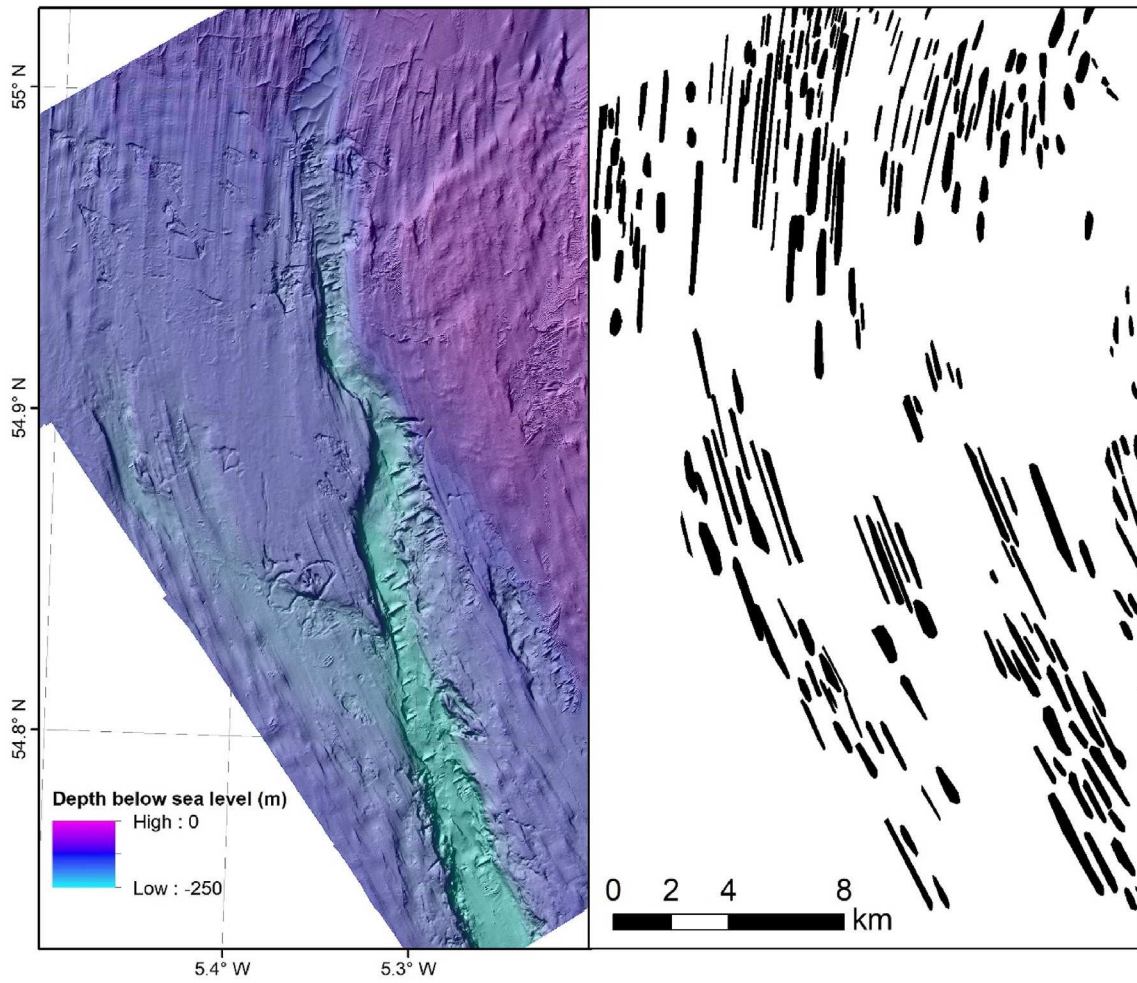 55° N
54.9° N
54.8° N
Depth below sea level (m)
High : 0
Low : -250
5.4° W
5.3° W
0 2 4 8
km